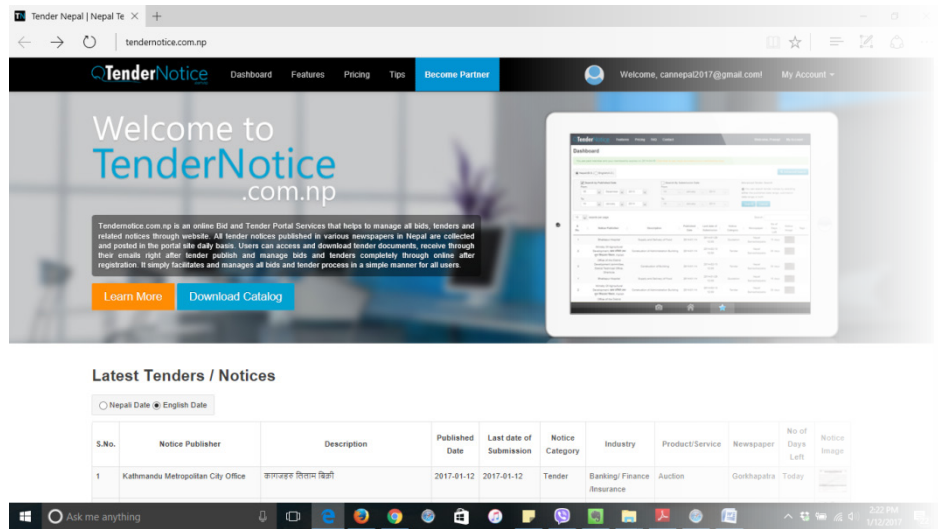 Tender Nepal | Nepal Te
tendernotice.com.np
TenderNotice Dashboard Features Pricing Tips Become Partner Welcome, cannepal2017@gmail.com! My Account
Welcome to
TenderNotice
.com.np
Tendernotice.com.np is an online Bid and Tender Portal Services that helps to manage all bids, tenders and
related notices through website. All tender notices published in various newspapers in Nepal are collected
and posted in the portal site daily basis. Users can access and download tender documents, receive through
their emails right after tender publish and manage bids and tenders completely through online after
registration. It simply facilitates and manages all bids and tender process in a simple manner for all users.
Learn More Download Catalog
TenderNotice
Dashboard
Latest Tenders / Notices
Nepali Date English Date
S.No. Notice Publisher Description Published Date Last date of Submission Notice Category Industry Product/Service Newspaper No of Days Left Notice Image
1 Kathmandu Metropolitan City Office कागजहरु लिलाम बिक्री 2017-01-12 2017-01-12 Tender Banking/ Finance /Insurance Auction Gorkhapatra Today
Ask me anything
2:22 PM
1/12/2017